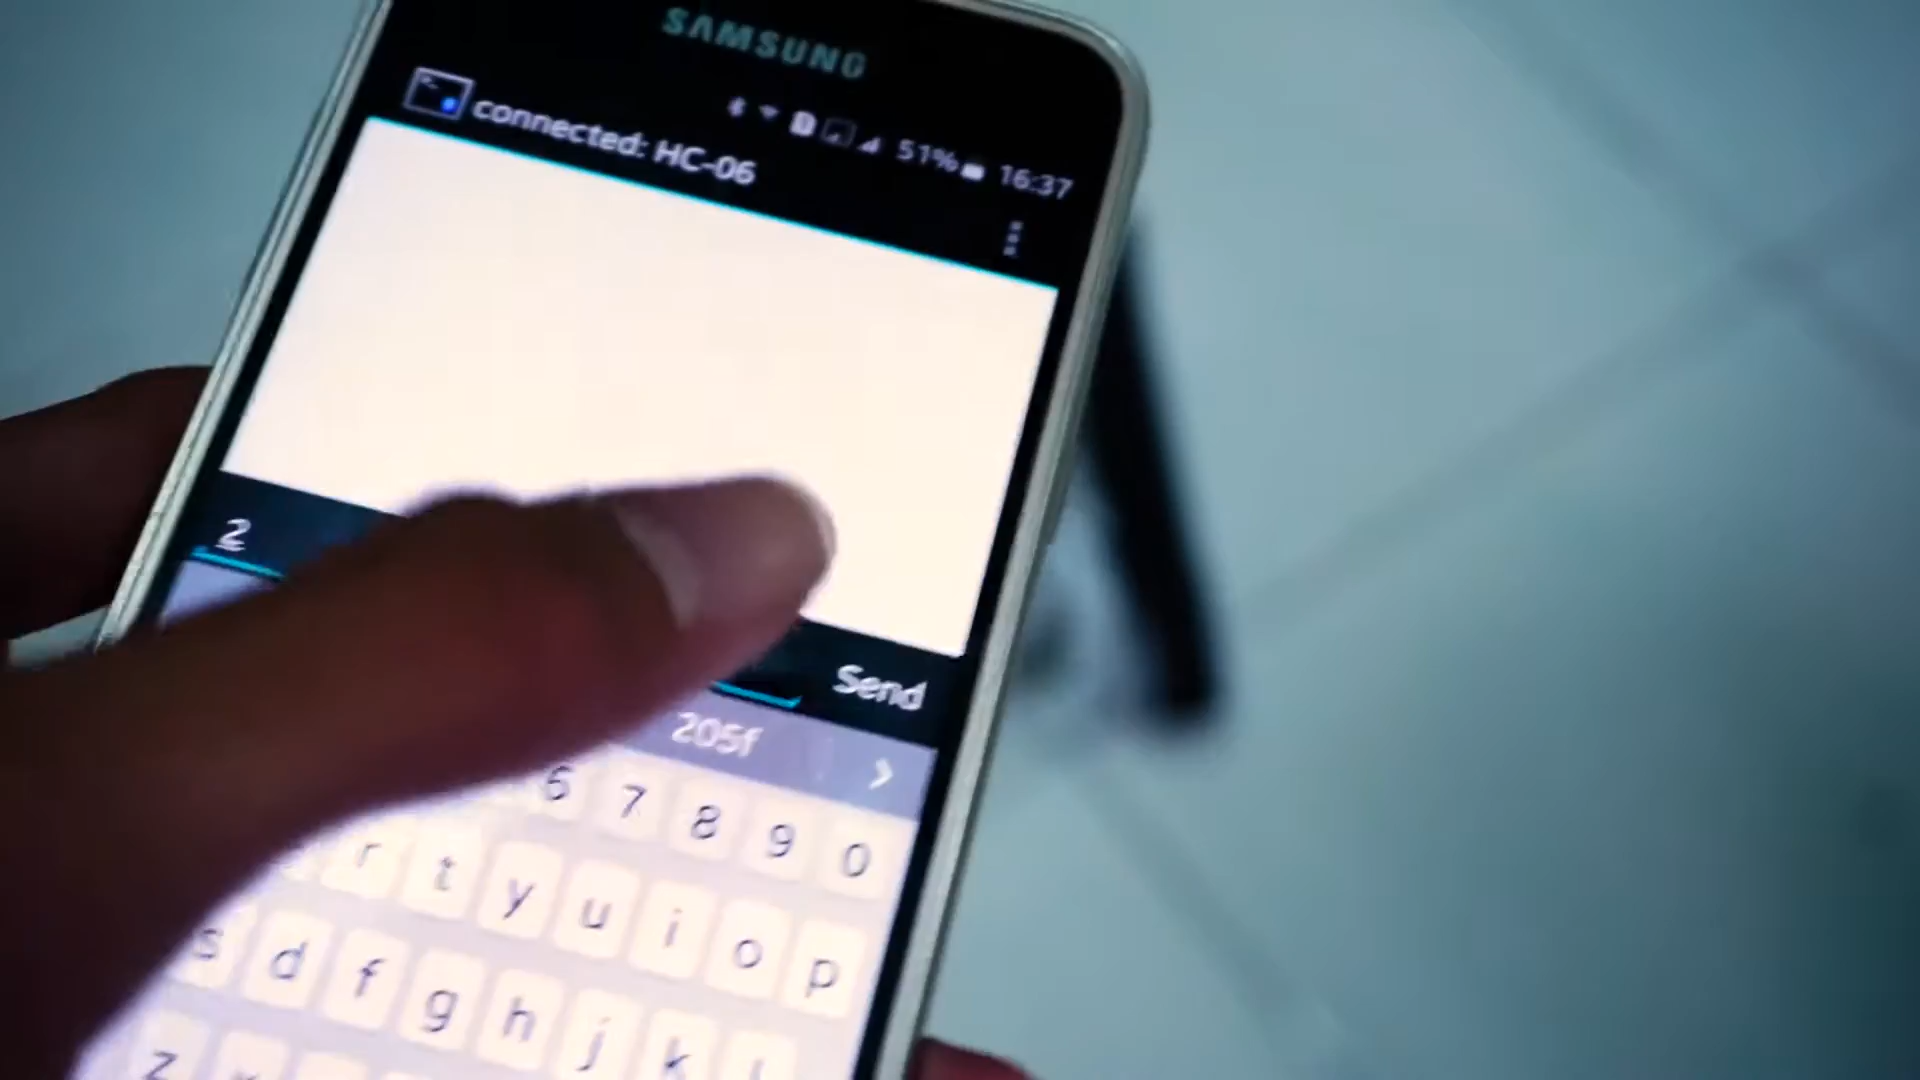 SAMSUNG
51% 16:37
connected: HC-06
2
Send
205f
6 7 8 9 0
r t y u i o p
s d f g h j k l
z